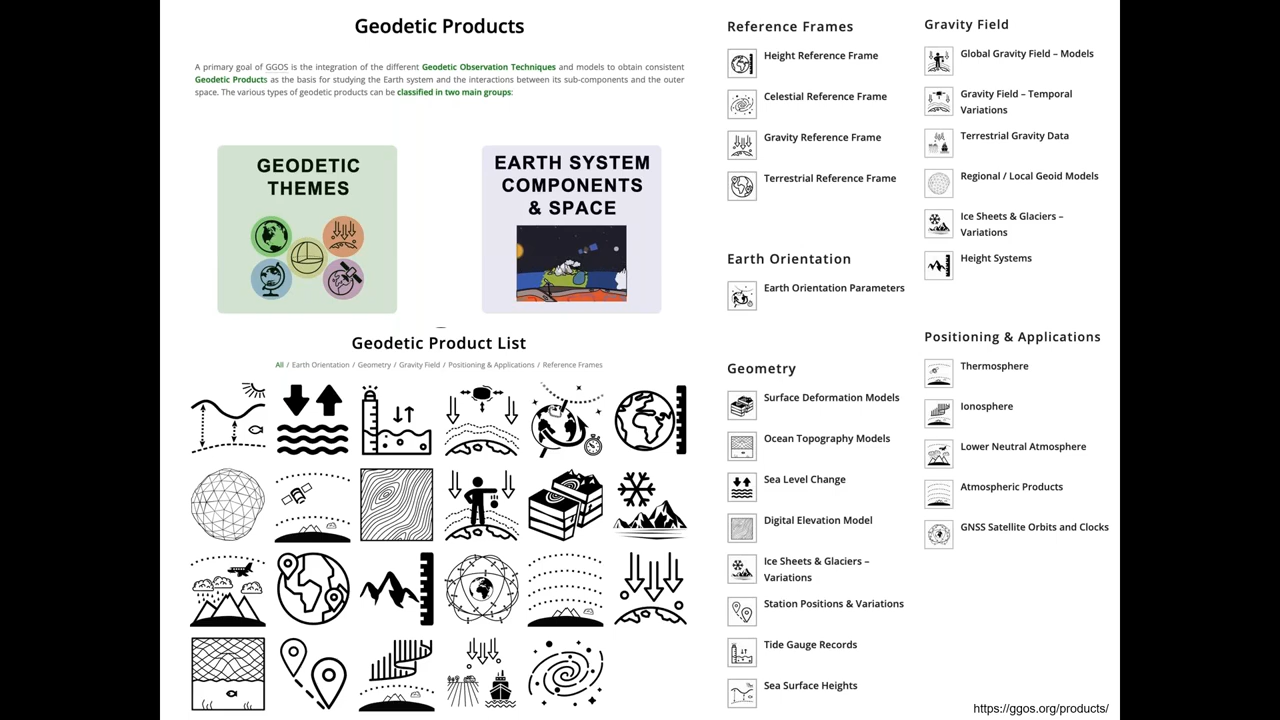 Geodetic Products
A primary goal of GGOS is the integration of the different Geodetic Observation Techniques and models to obtain consistent
Geodetic Products as the basis for studying the Earth system and the interactions between its sub-components and the outer
space. The various types of geodetic products can be classified in two main groups:
GEODETIC
THEMES
EARTH SYSTEM
COMPONENTS
& SPACE
Geodetic Product List
All / Earth Orientation / Geometry / Gravity Field / Positioning & Applications / Reference Frames
Reference Frames
Height Reference Frame
Celestial Reference Frame
Gravity Reference Frame
Terrestrial Reference Frame
Earth Orientation
Earth Orientation Parameters
Geometry
Surface Deformation Models
Ocean Topography Models
Sea Level Change
Digital Elevation Model
Ice Sheets & Glaciers –
Variations
Station Positions & Variations
Tide Gauge Records
Sea Surface Heights
Gravity Field
Global Gravity Field – Models
Gravity Field – Temporal
Variations
Terrestrial Gravity Data
Regional / Local Geoid Models
Ice Sheets & Glaciers –
Variations
Height Systems
Positioning & Applications
Thermosphere
Ionosphere
Lower Neutral Atmosphere
Atmospheric Products
GNSS Satellite Orbits and Clocks
https://ggos.org/products/